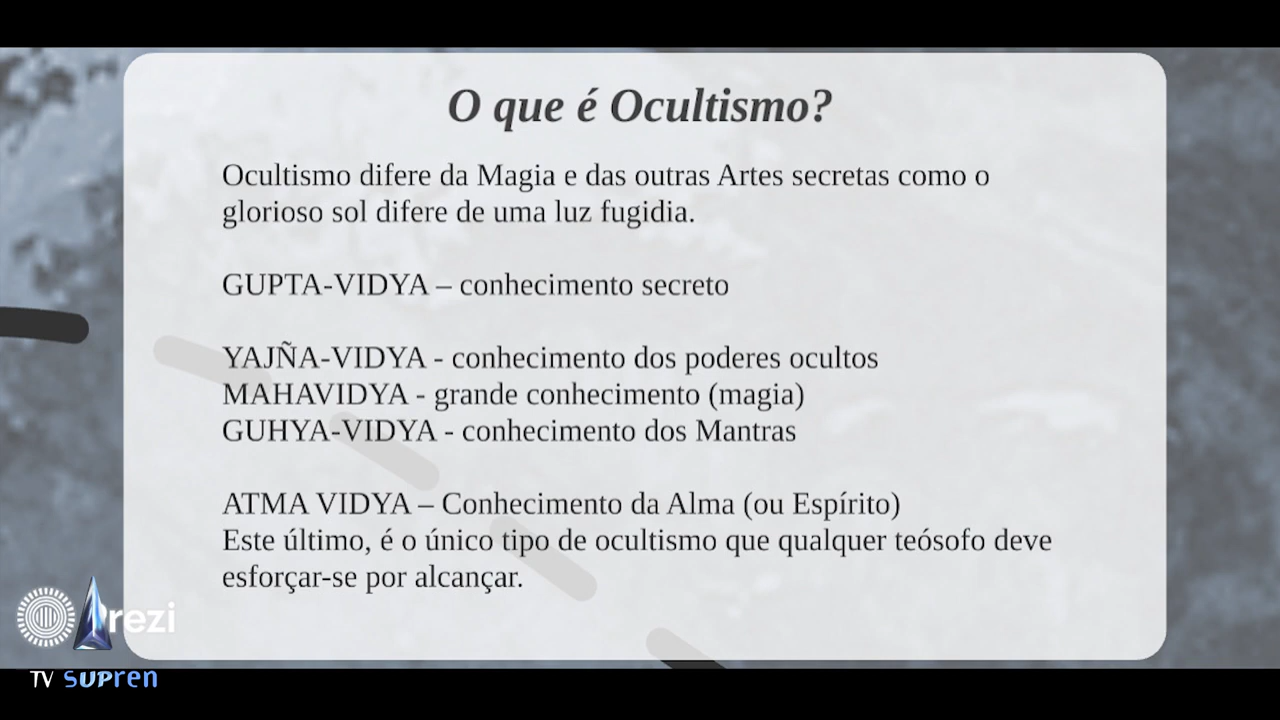 O que é Ocultismo?
Ocultismo difere da Magia e das outras Artes secretas como o
glorioso sol difere de uma luz fugidia.
GUPTA-VIDYA – conhecimento secreto
YAJÑA-VIDYA - conhecimento dos poderes ocultos
MAHAVIDYA - grande conhecimento (magia)
GUHYA-VIDYA - conhecimento dos Mantras
ATMA VIDYA – Conhecimento da Alma (ou Espírito)
Este último, é o único tipo de ocultismo que qualquer teósofo deve
esforçar-se por alcançar.
rezi
TV SUPren